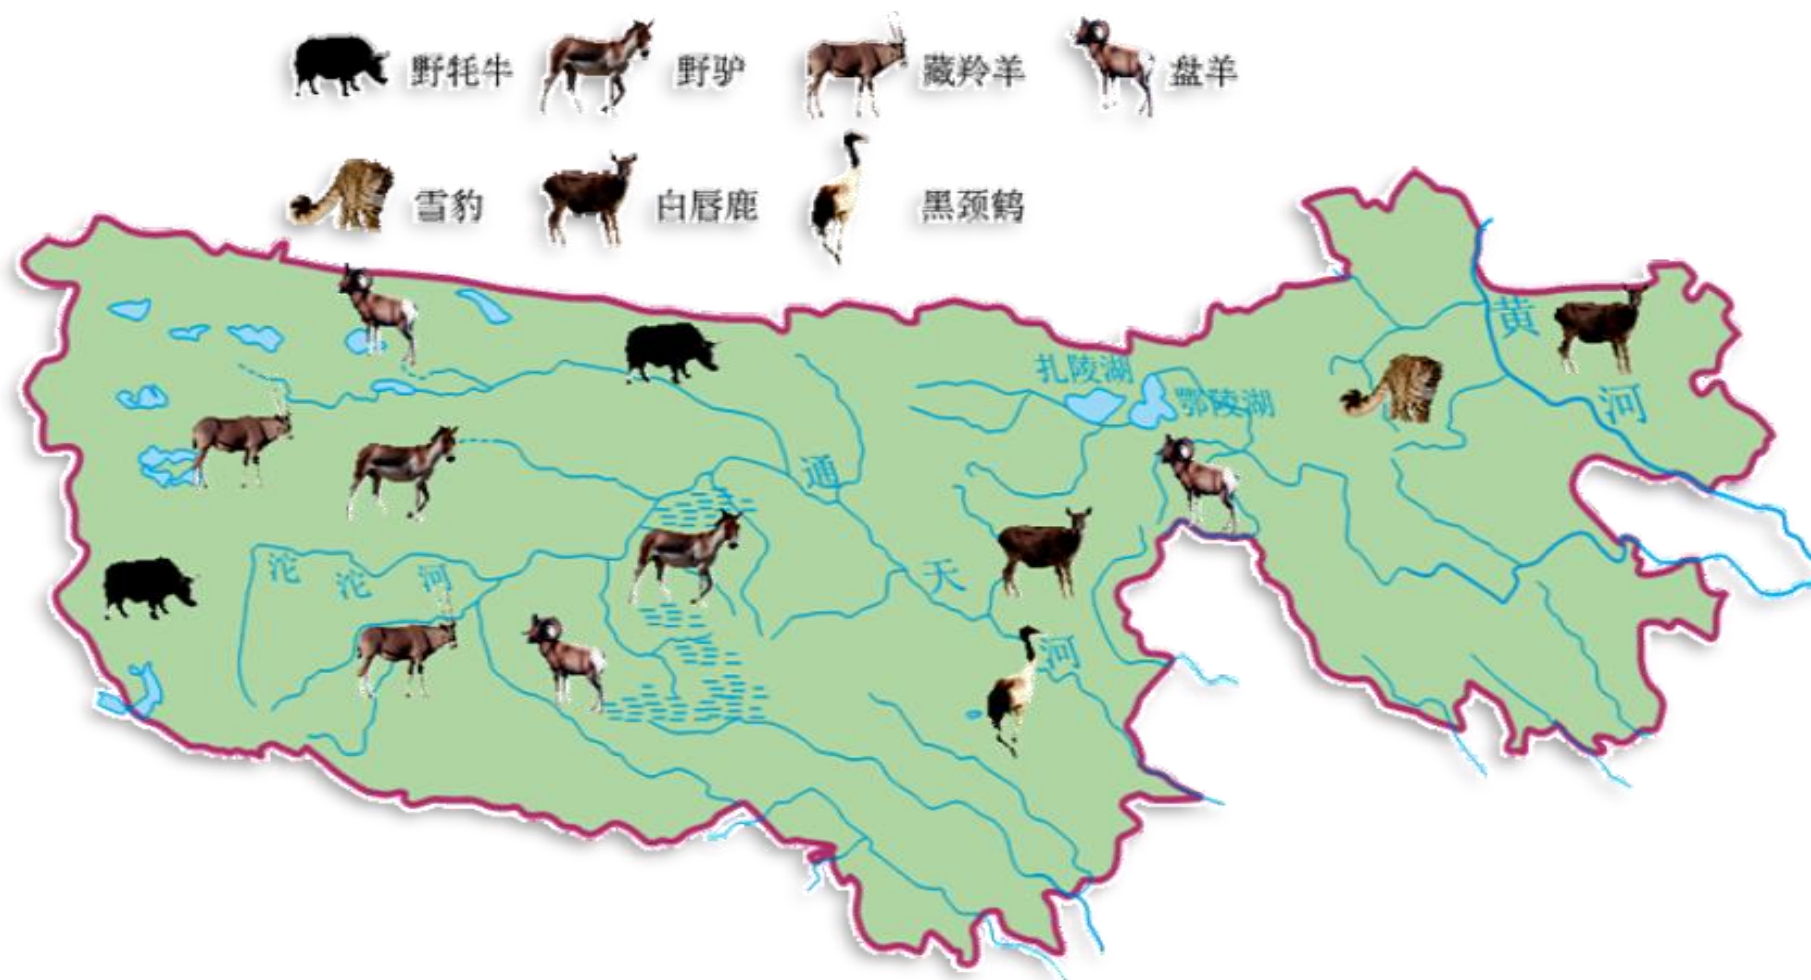 野牦牛 野驴 藏羚羊 盘羊
雪豹 白唇鹿 黑颈鹤
黄河
扎陵湖
鄂陵湖
通天河
沱沱河